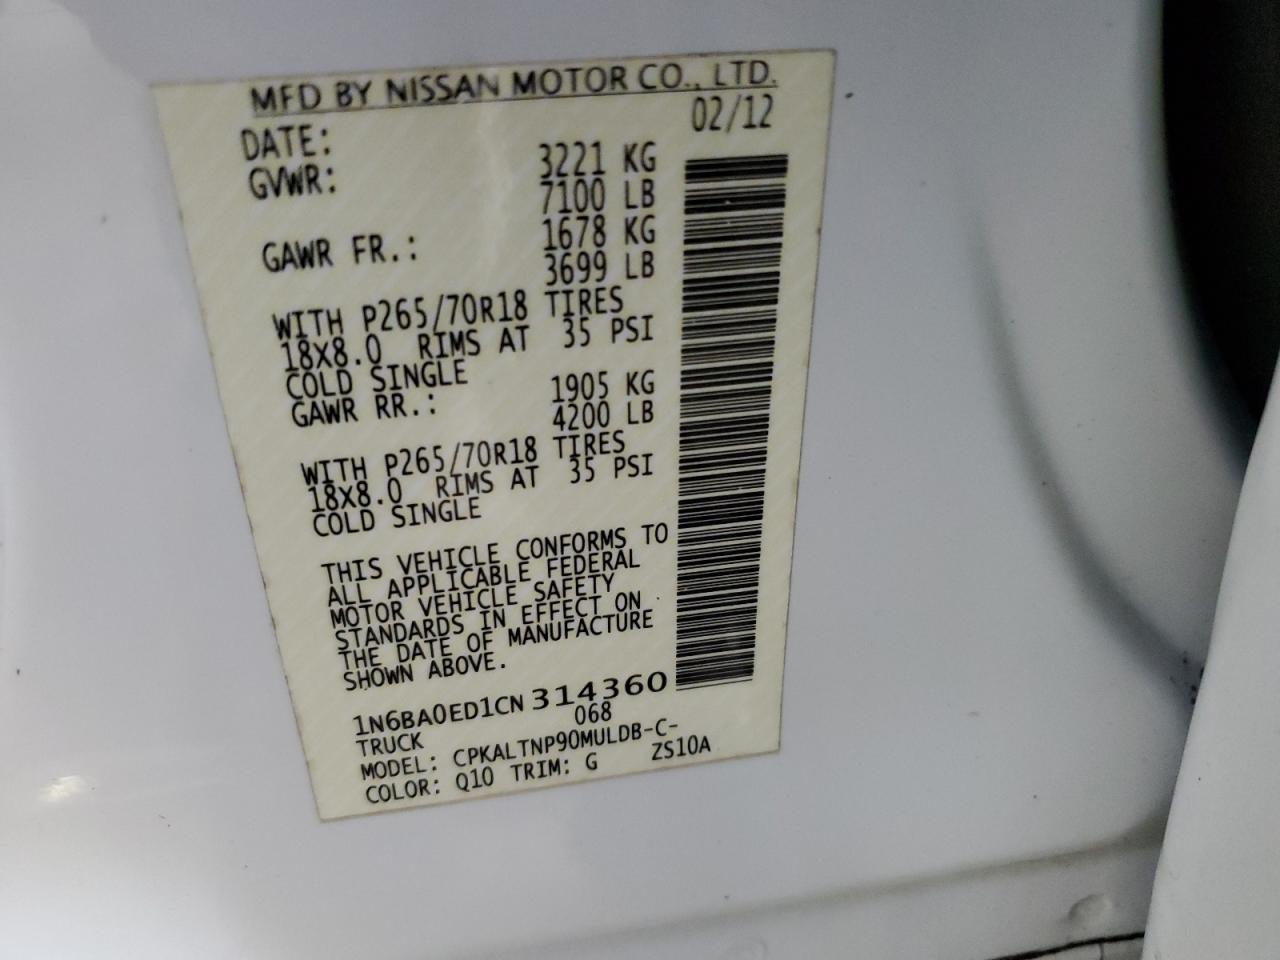 MFD BY NISSAN MOTOR CO., LTD.
DATE: 02/12
GVWR: 3221 KG
7100 LB
GAWR FR.: 1678 KG
3699 LB
WITH P265/70R18 TIRES
18X8.0 RIMS AT 35 PSI
COLD SINGLE
GAWR RR.: 1905 KG
4200 LB
WITH P265/70R18 TIRES
18X8.0 RIMS AT 35 PSI
COLD SINGLE
THIS VEHICLE CONFORMS TO
ALL APPLICABLE FEDERAL
MOTOR VEHICLE SAFETY
STANDARDS IN EFFECT ON
THE DATE OF MANUFACTURE
SHOWN ABOVE.
1N6BA0ED1CN 314360
TRUCK 068
MODEL: CPKALTNP90MULDB-C-
COLOR: Q10 TRIM: G ZS10A